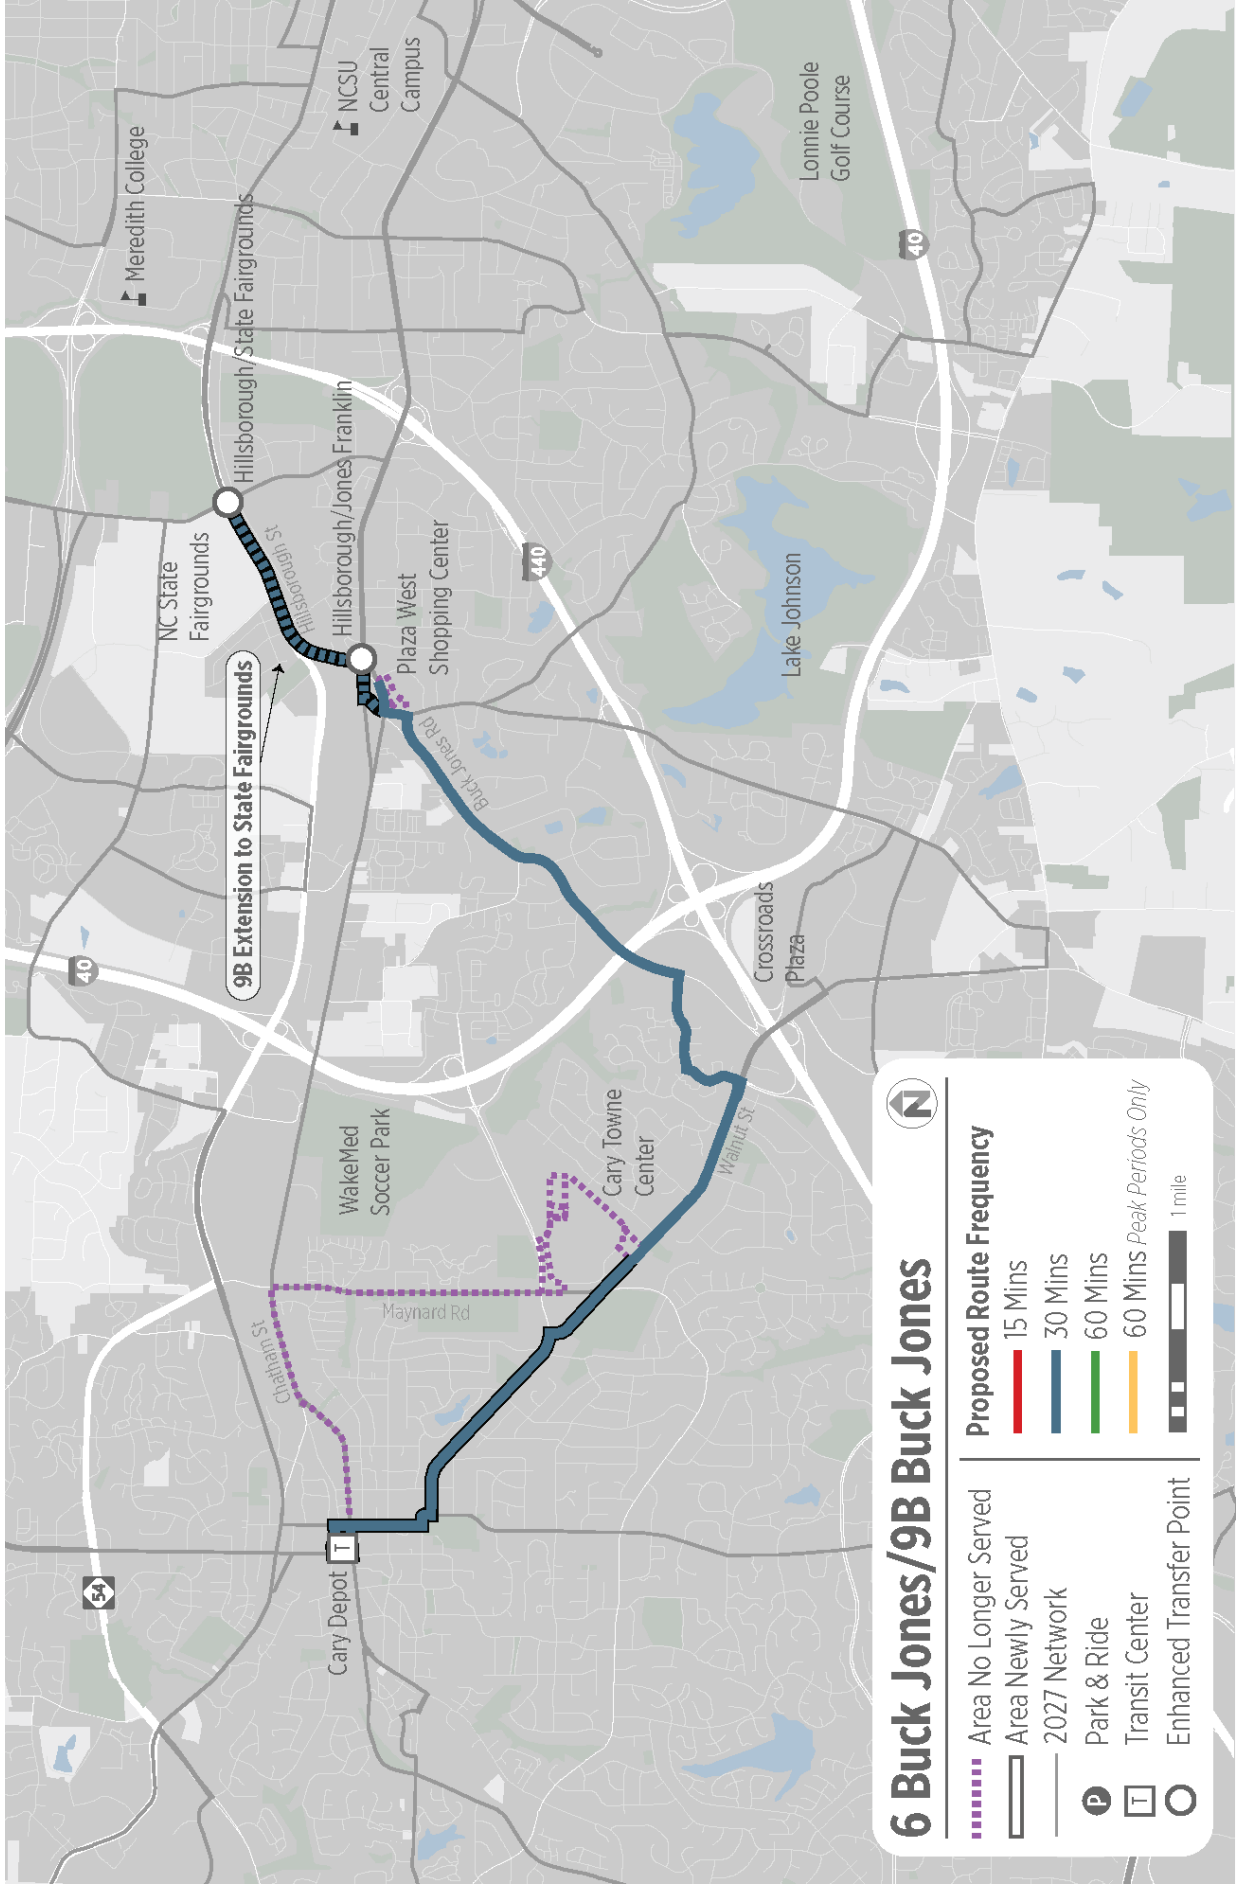 Meredith College
NCSU
Central
Campus
Hillsborough/State Fairgrounds
NC State
Fairgrounds
Hillsborough St
Hillsborough/Jones Franklin
9B Extension to State Fairgrounds
Plaza West
Shopping Center
Buck Jones Rd
Lonnie Poole
Golf Course
40
440
Lake Johnson
40
Crossroads
Plaza
WakeMed
Soccer Park
Cary Towne
Center
Walnut St
Maynard Rd
Chatham St
54
T
Cary Depot
6 Buck Jones/9B Buck Jones
N
Area No Longer Served
Area Newly Served
2027 Network
P Park & Ride
T Transit Center
Enhanced Transfer Point
Proposed Route Frequency
15 Mins
30 Mins
60 Mins
60 Mins Peak Periods Only
1 mile